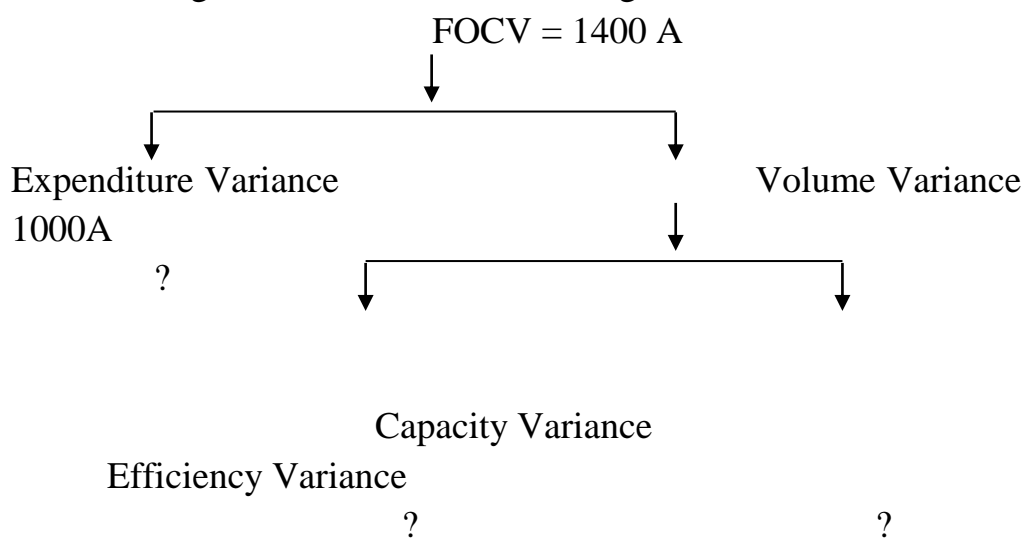 FOCV = 1400 A
Expenditure Variance Volume Variance
1000A
?
Capacity Variance
Efficiency Variance
? ?